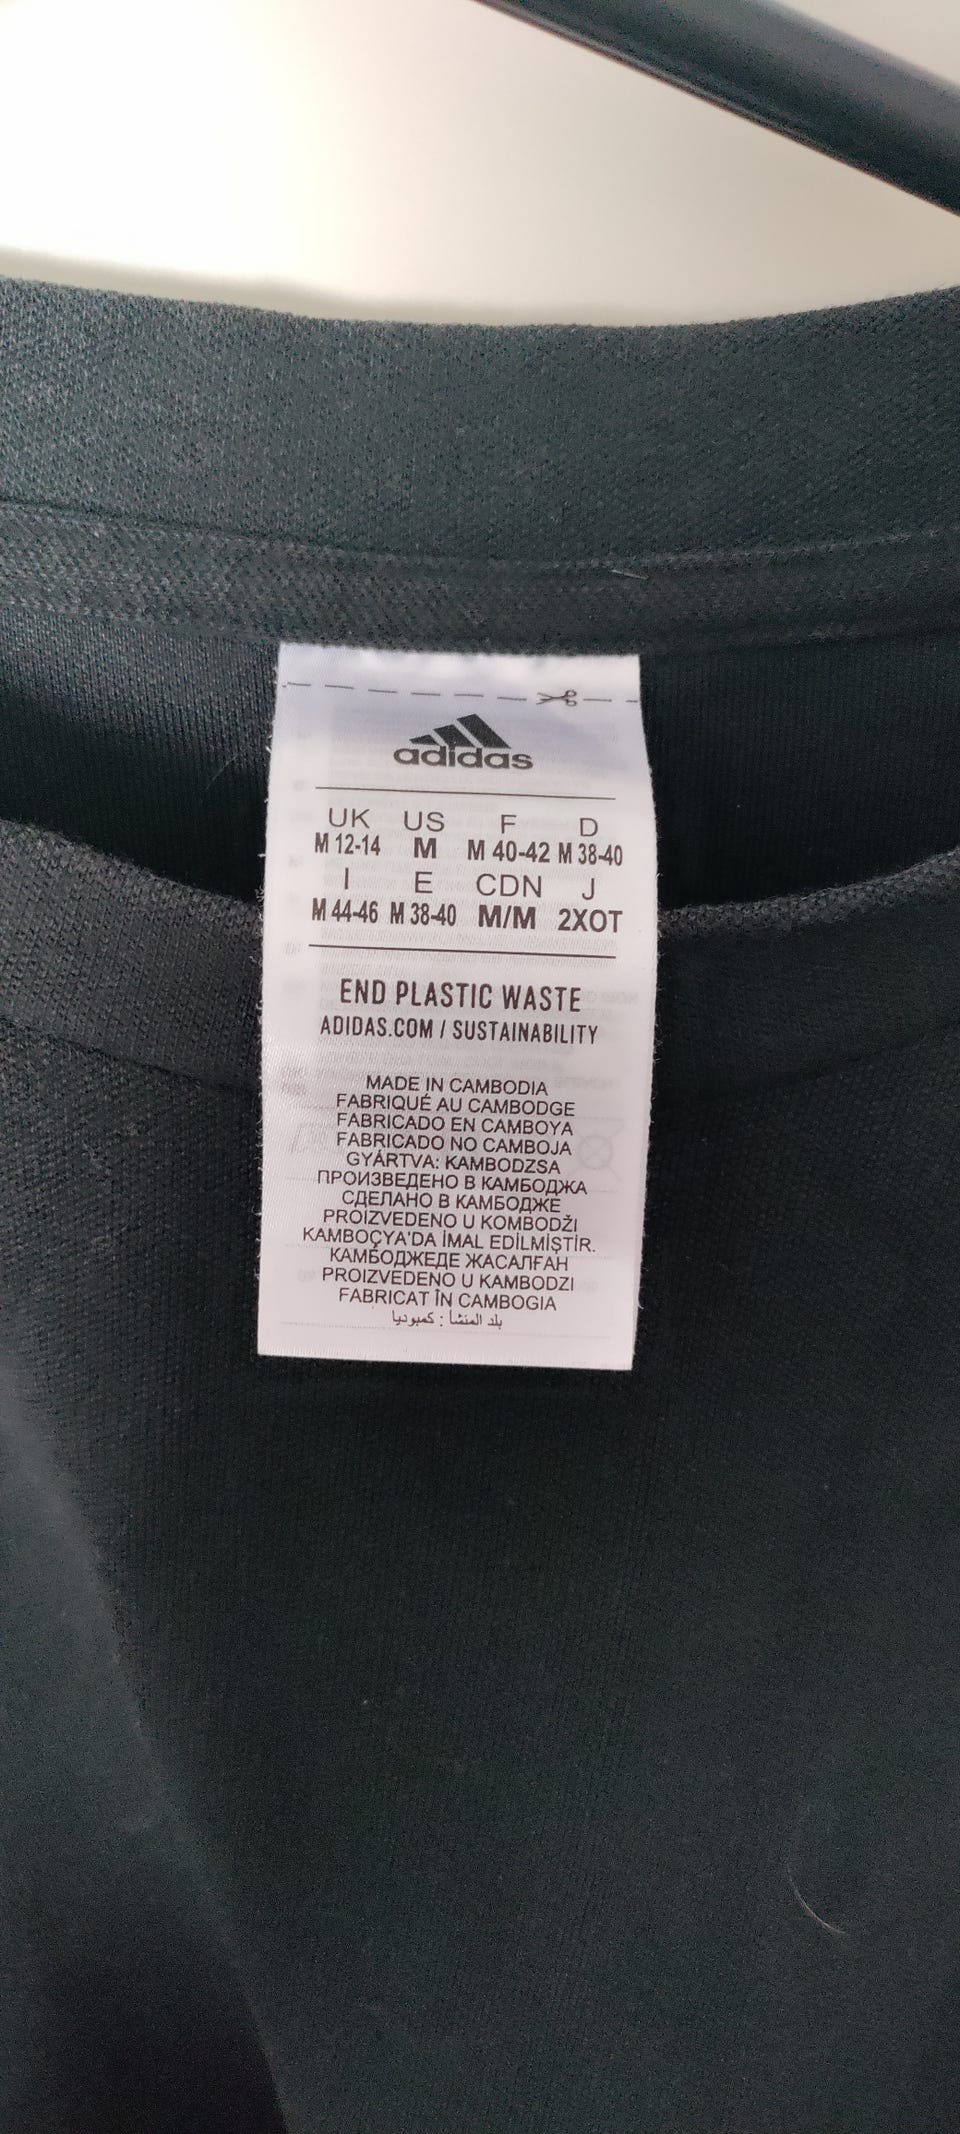 adidas
UK US F D
M 12-14 M M 40-42 M 38-40
I E CDN J
M 44-46 M 38-40 M/M 2XOT
END PLASTIC WASTE
ADIDAS.COM / SUSTAINABILITY
MADE IN CAMBODIA
FABRIQUÉ AU CAMBODGE
FABRICADO EN CAMBOYA
FABRICADO NO CAMBOJA
GYÁRTVA: KAMBODZSA
ПРОИЗВЕДЕНО В КАМБОДЖА
СДЕЛАНО В КАМБОДЖЕ
PROIZVEDENO U KOMBODŽI
KAMBOÇYA'DA İMAL EDİLMİŞTİR.
КАМБОДЖЕДЕ ЖАСАЛҒАН
PROIZVEDENO U KAMBODZI
FABRICAT ÎN CAMBOGIA
بلد المنشأ : كمبوديا